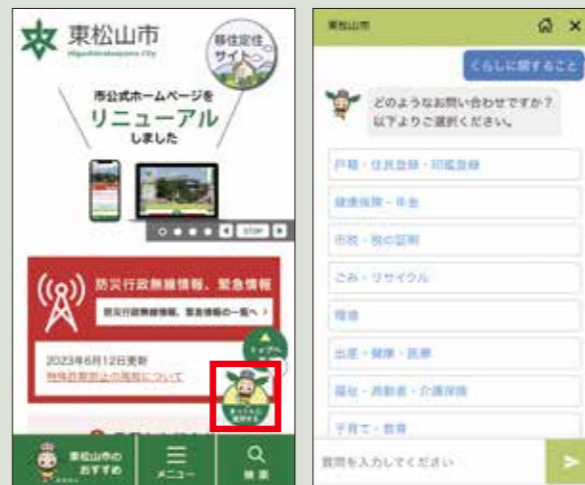 東松山市
Higashimatsuyama City
移住定住
サイト
市公式ホームページを
リニューアル
しました
STOP
防災行政無線情報、緊急情報
防災行政無線情報、緊急情報の一覧へ
2023年6月12日更新
トップへ
東松山市の
おすすめ
メニュー
検索
東松山市
くらしに関すること
どのようなお問い合わせですか？
以下よりご選択ください。
戸籍・住民登録・印鑑登録
健康保険・年金
市税・税の証明
ごみ・リサイクル
環境
出産・健康・医療
福祉・高齢者・介護保険
子育て・教育
質問を入力してください